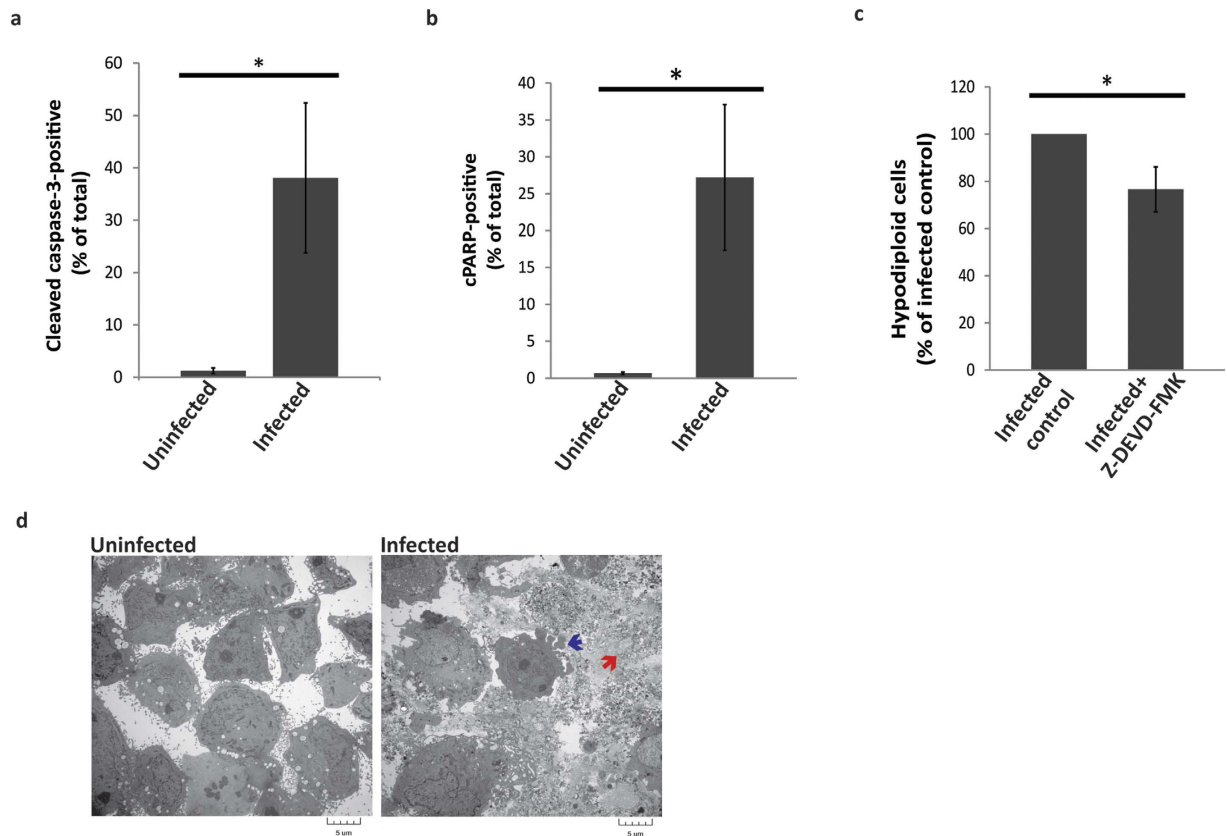 a
Cleaved caspase-3-positive
(% of total)
60
50
40
30
20
10
0
*
Uninfected
Infected
b
cPARP-positive
(% of total)
40
35
30
25
20
15
10
5
0
*
Uninfected
Infected
c
Hypodiploid cells
(% of infected control)
120
100
80
60
40
20
0
*
Infected
control
Infected+
Z-DEVD-FMK
d
Uninfected
Infected
5 um
5 um